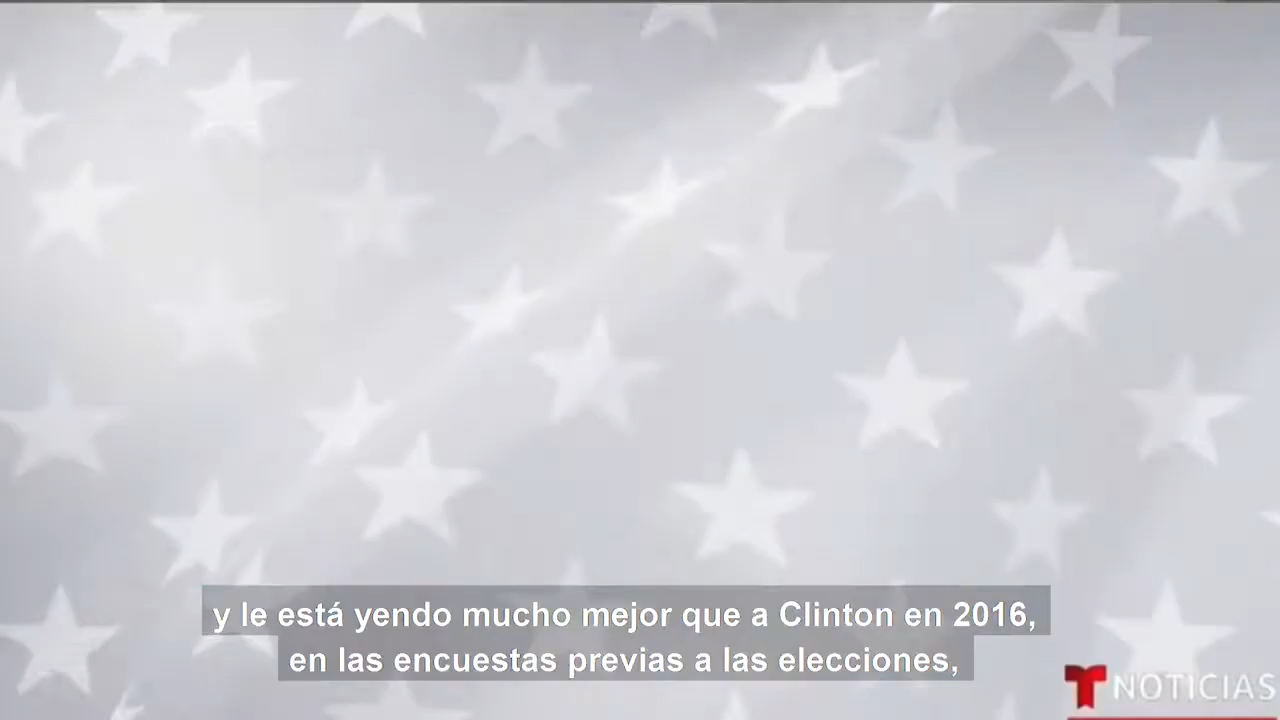 y le está yendo mucho mejor que a Clinton en 2016,
en las encuestas previas a las elecciones,
NOTICIAS